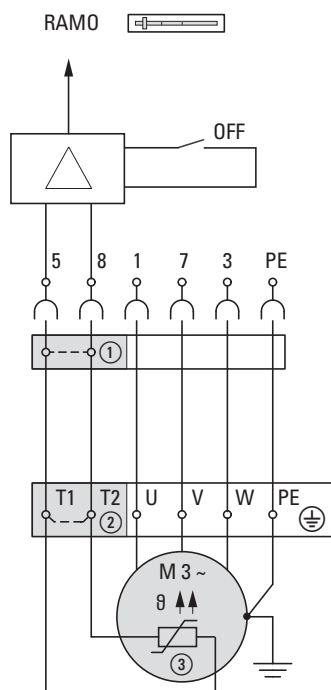 RAMO
OFF
5 8 1 7 3 PE
①
T1 T2 U V W PE
②
M 3 ~
ϑ
③